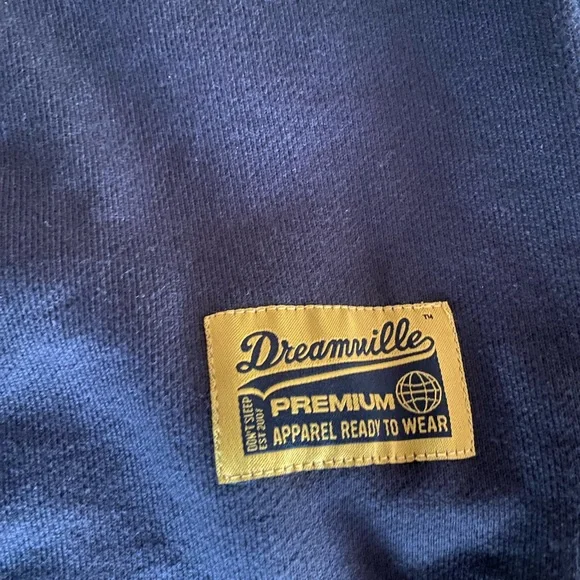 Dreamville ™
PREMIUM
APPAREL READY TO WEAR
DON'T SLEEP
EST 2007